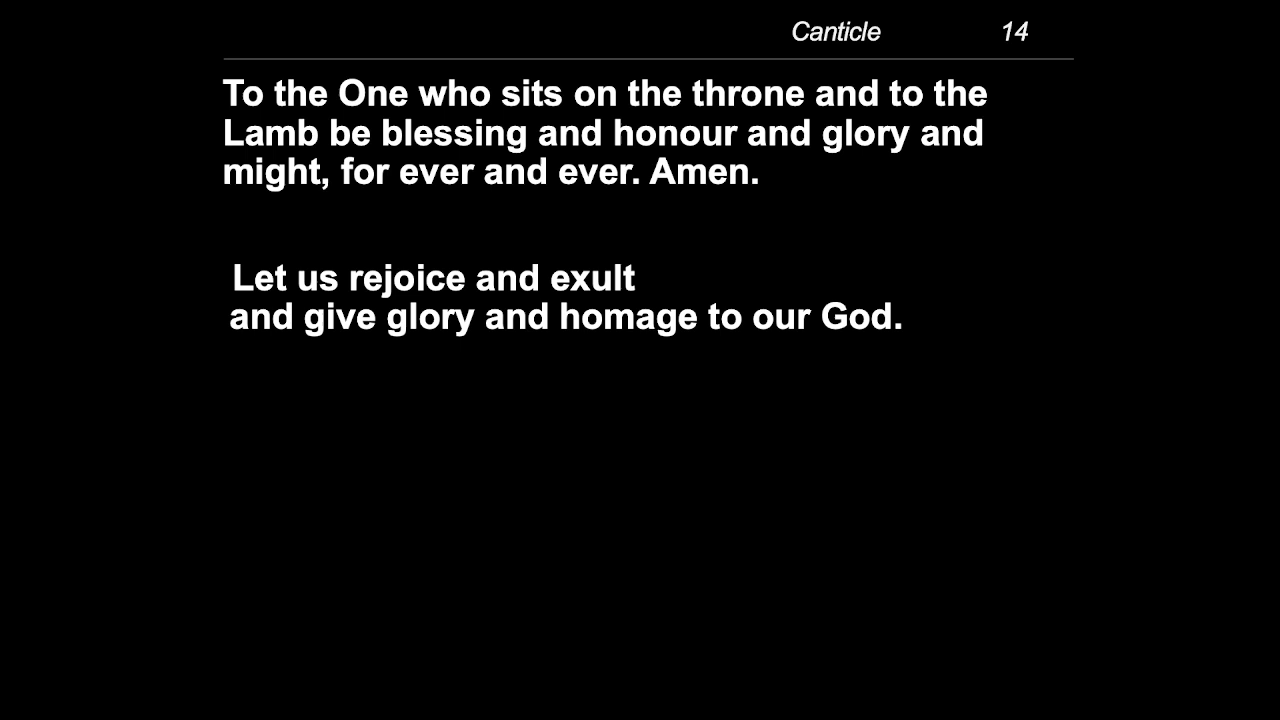 Canticle 14
To the One who sits on the throne and to the
Lamb be blessing and honour and glory and
might, for ever and ever. Amen.
Let us rejoice and exult
and give glory and homage to our God.